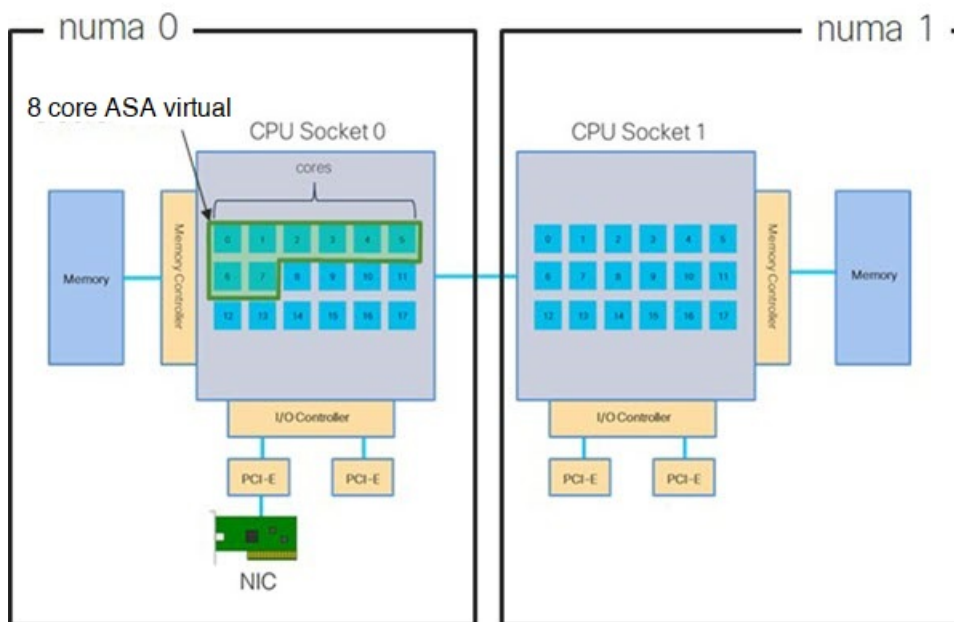 numa 0
numa 1
8 core ASA virtual
CPU Socket 0
CPU Socket 1
cores
Memory
Memory Controller
0 1 2 3 4 5
6 7 8 9 10 11
12 13 14 15 16 17
0 1 2 3 4 5
6 7 8 9 10 11
12 13 14 15 16 17
Memory Controller
Memory
I/O Controller
I/O Controller
PCI-E
PCI-E
PCI-E
PCI-E
NIC